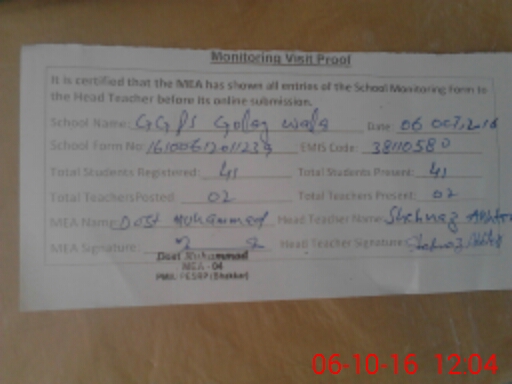 Monitoring Visit Proof
It is certified that the MEA has shows all entries of the School Monitoring Form to
the Head Teacher before its online submission.
School Name: GGPS Date: 06 Oct, 2016
School Form No: EMIS Code: 38110580
Total Students Registered: 41 Total Students Present: 41
Total Teachers Posted: 02 Total Teachers Present: 02
MEA Name: Dost Muhammad Head Teacher Name: Shehnaz
MEA Signature: Head Teacher Signature:
Dost Muhammad
MEA - 04
PMIU, PESRP (Bhakkar)
06-10-16 12:04